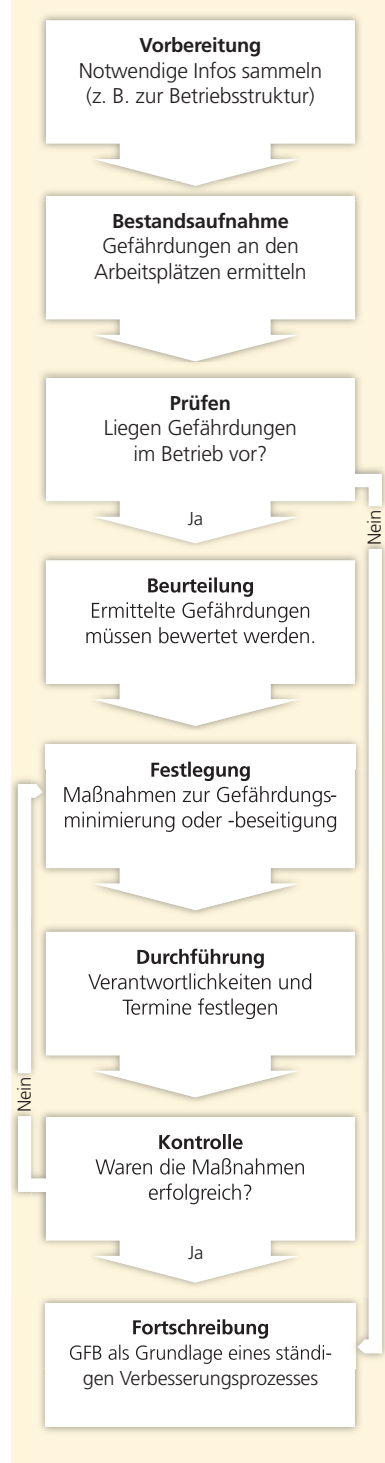 Vorbereitung
Notwendige Infos sammeln
(z. B. zur Betriebsstruktur)
Bestandsaufnahme
Gefährdungen an den
Arbeitsplätzen ermitteln
Prüfen
Liegen Gefährdungen
im Betrieb vor?
Ja
Nein
Beurteilung
Ermittelte Gefährdungen
müssen bewertet werden.
Festlegung
Maßnahmen zur Gefährdungs-
minimierung oder -beseitigung
Durchführung
Verantwortlichkeiten und
Termine festlegen
Nein
Kontrolle
Waren die Maßnahmen
erfolgreich?
Ja
Fortschreibung
GFB als Grundlage eines ständi-
gen Verbesserungsprozesses